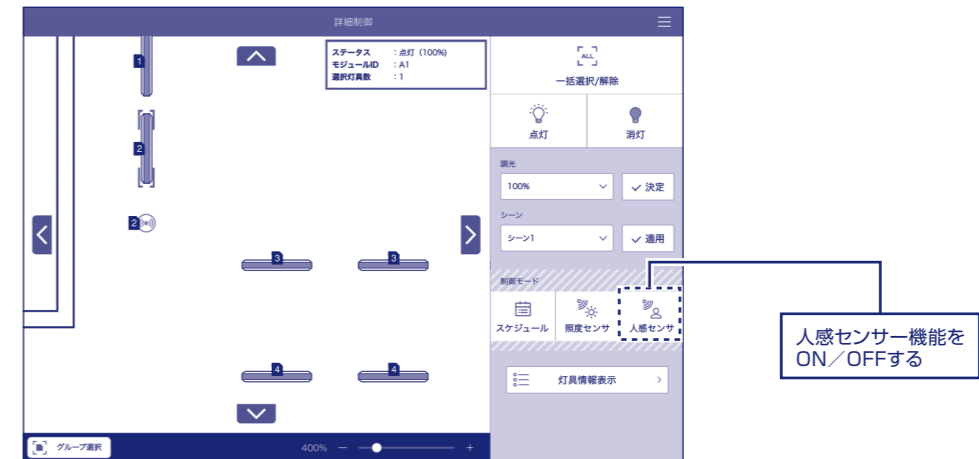 詳細制御
ステータス ：点灯（100%）
モジュールID ：A1
選択灯具数 ：1
1
2
2
3
3
4
4
ALL
一括選択/解除
点灯
消灯
調光
100%
決定
シーン
シーン1
適用
制御モード
スケジュール
照度センサ
人感センサ
灯具情報表示
グループ選択
400%
人感センサー機能を
ON／OFFする